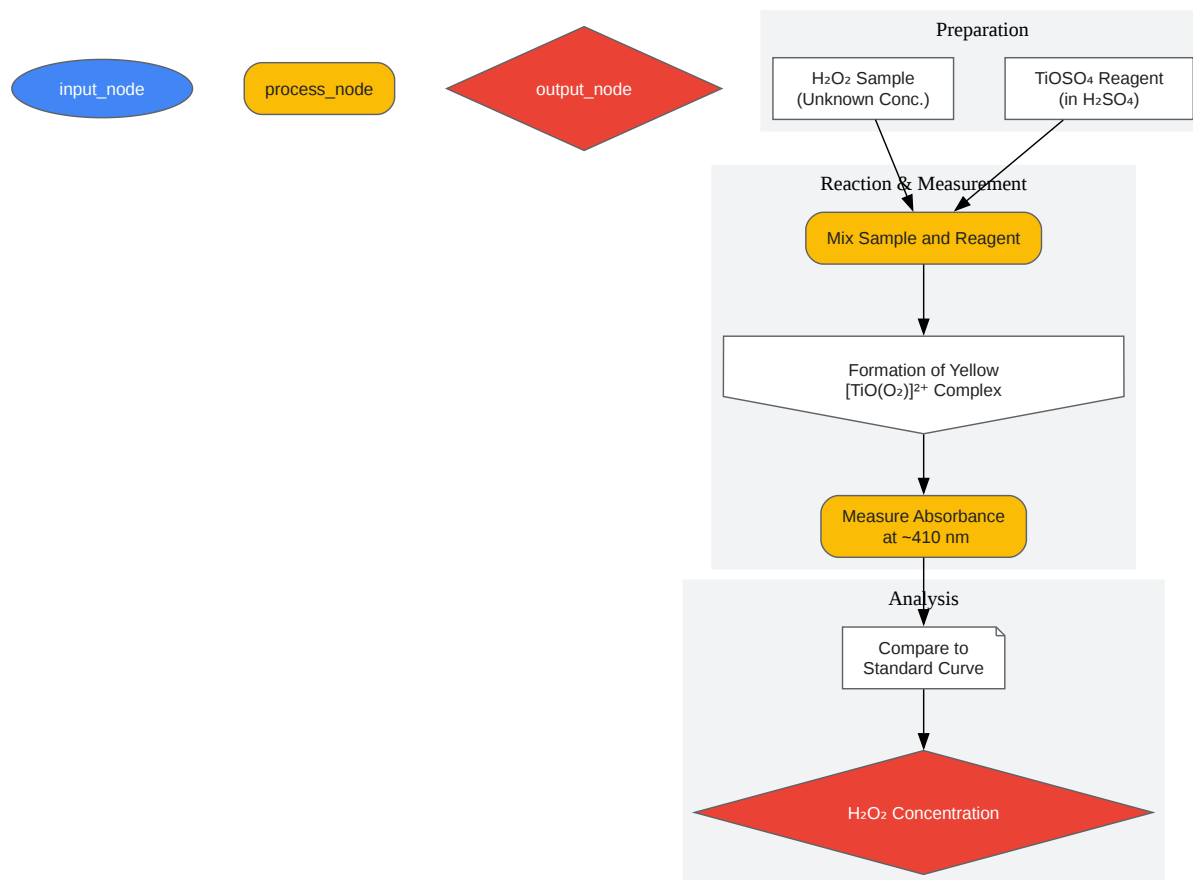 input_node
process_node
output_node
Preparation
H₂O₂ Sample
(Unknown Conc.)
TiOSO₄ Reagent
(in H₂SO₄)
Reaction & Measurement
Mix Sample and Reagent
Formation of Yellow
[TiO(O₂)]²⁺ Complex
Measure Absorbance
at ~410 nm
Analysis
Compare to
Standard Curve
H₂O₂ Concentration